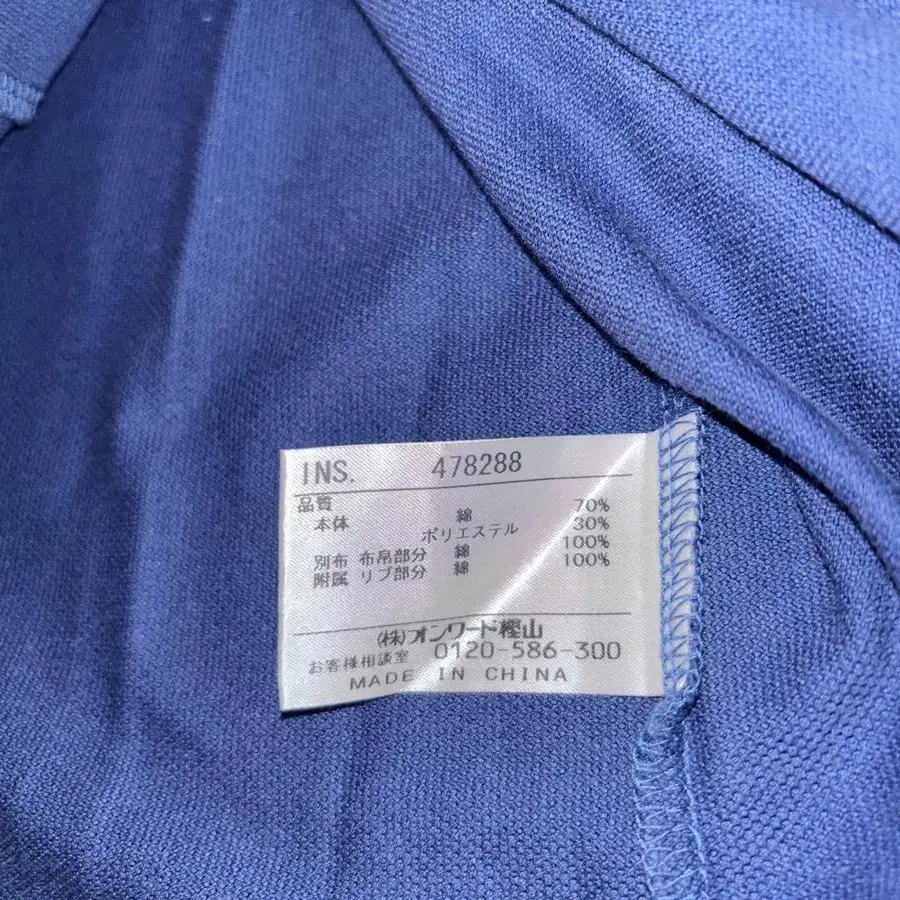 INS. 478288
品質
本体 綿 70%
ポリエステル 30%
別布 布帛部分 綿 100%
附属 リブ部分 綿 100%
(株)オンワード樫山
お客様相談室 0120-586-300
MADE IN CHINA